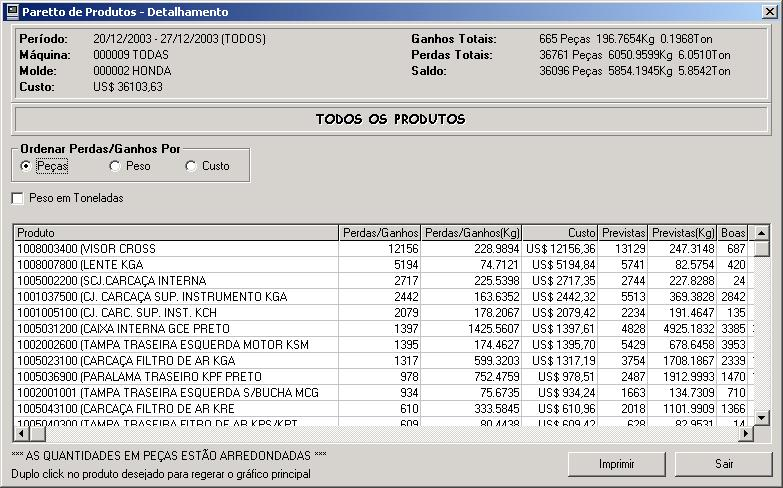 Paretto de Produtos - Detalhamento
Período: 20/12/2003 - 27/12/2003 (TODOS) Ganhos Totais: 665 Peças 196.7654Kg 0.1968Ton
Máquina: 000009 TODAS Perdas Totais: 36761 Peças 6050.9599Kg 6.0510Ton
Molde: 000002 HONDA Saldo: 36096 Peças 5854.1945Kg 5.8542Ton
Custo: US$ 36103,63
TODOS OS PRODUTOS
Ordenar Perdas/Ganhos Por
Peças Peso Custo
Peso em Toneladas
Produto Perdas/Ganhos Perdas/Ganhos(Kg) Custo Previstas Previstas(Kg) Boas
1008003400 (VISOR CROSS 12156 228.9894 US$ 12156,36 13129 247.3148 687
1008007800 (LENTE KGA 5194 74.7121 US$ 5194,84 5741 82.5754 420
1005002200 (SCJ.CARCAÇA INTERNA 2717 225.5398 US$ 2717,35 2744 227.8288 24
1001037500 (CJ. CARCAÇA SUP. INSTRUMENTO KGA 2442 163.6352 US$ 2442,32 5513 369.3828 2842
1001005100 (CJ. CARC. SUP. INST. KCH 2079 178.2067 US$ 2079,42 2234 191.4647 135
1005031200 (CAIXA INTERNA GCE PRETO 1397 1425.5607 US$ 1397,61 4828 4925.1832 3385
1002002600 (TAMPA TRASEIRA ESQUERDA MOTOR KSM 1395 174.4627 US$ 1395,70 5429 678.6458 3953
1005023100 (CARCAÇA FILTRO DE AR KGA 1317 599.3203 US$ 1317,19 3754 1708.1867 2339
1005036900 (PARALAMA TRASEIRO KPF PRETO 978 752.4759 US$ 978,51 2487 1912.9993 1470
1002001001 (TAMPA TRASEIRA ESQUERDA S/BUCHA MCG 934 75.6735 US$ 934,24 1663 134.7309 710
1005043100 (CARCAÇA FILTRO DE AR KRE 610 333.5845 US$ 610,96 2018 1101.9909 1366
1005040300 (TAMPA TRASEIRA FITRO DE AR KPS/KPT 609 80.4438 US$ 609,42 628 82.9531 14
*** AS QUANTIDADES EM PEÇAS ESTÃO ARREDONDADAS ***
Duplo click no produto desejado para regerar o gráfico principal
Imprimir Sair